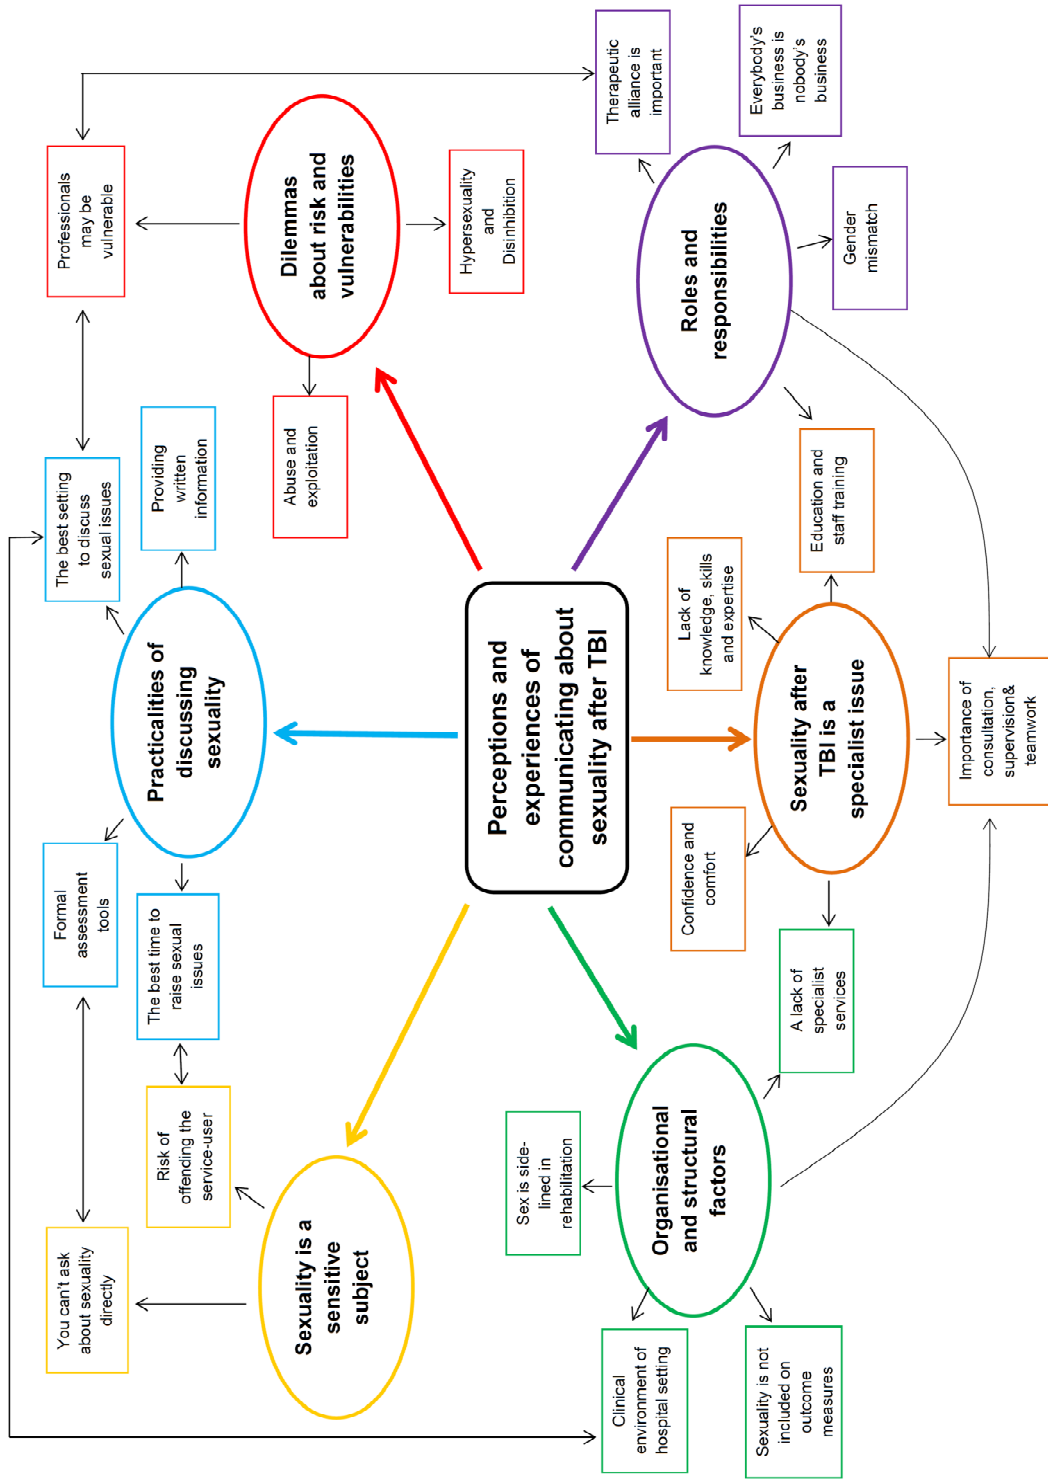 You can't ask
about sexuality
directly
Formal
assessment
tools
The best setting
to discuss
sexual issues
Professionals
may be
vulnerable
Risk of
offending the
service-user
The best time to
raise sexual
issues
Practicalities of
discussing
sexuality
Providing
written
information
Sexuality is a
sensitive
subject
Abuse and
exploitation
Dilemmas
about risk and
vulnerabilities
Hypersexuality
and
Disinhibition
Perceptions and
experiences of
communicating about
sexuality after TBI
Sex is side-
lined in
rehabilitation
Clinical
environment of
hospital setting
Organisational
and structural
factors
Confidence and
comfort
Lack of
knowledge, skills
and expertise
Therapeutic
alliance is
important
Roles and
responsibilities
Everybody's
business is
nobody's
business
Sexuality is not
included on
outcome
measures
A lack of
specialist
services
Sexuality after
TBI is a
specialist issue
Education and
staff training
Gender
mismatch
Importance of
consultation,
supervision&
teamwork